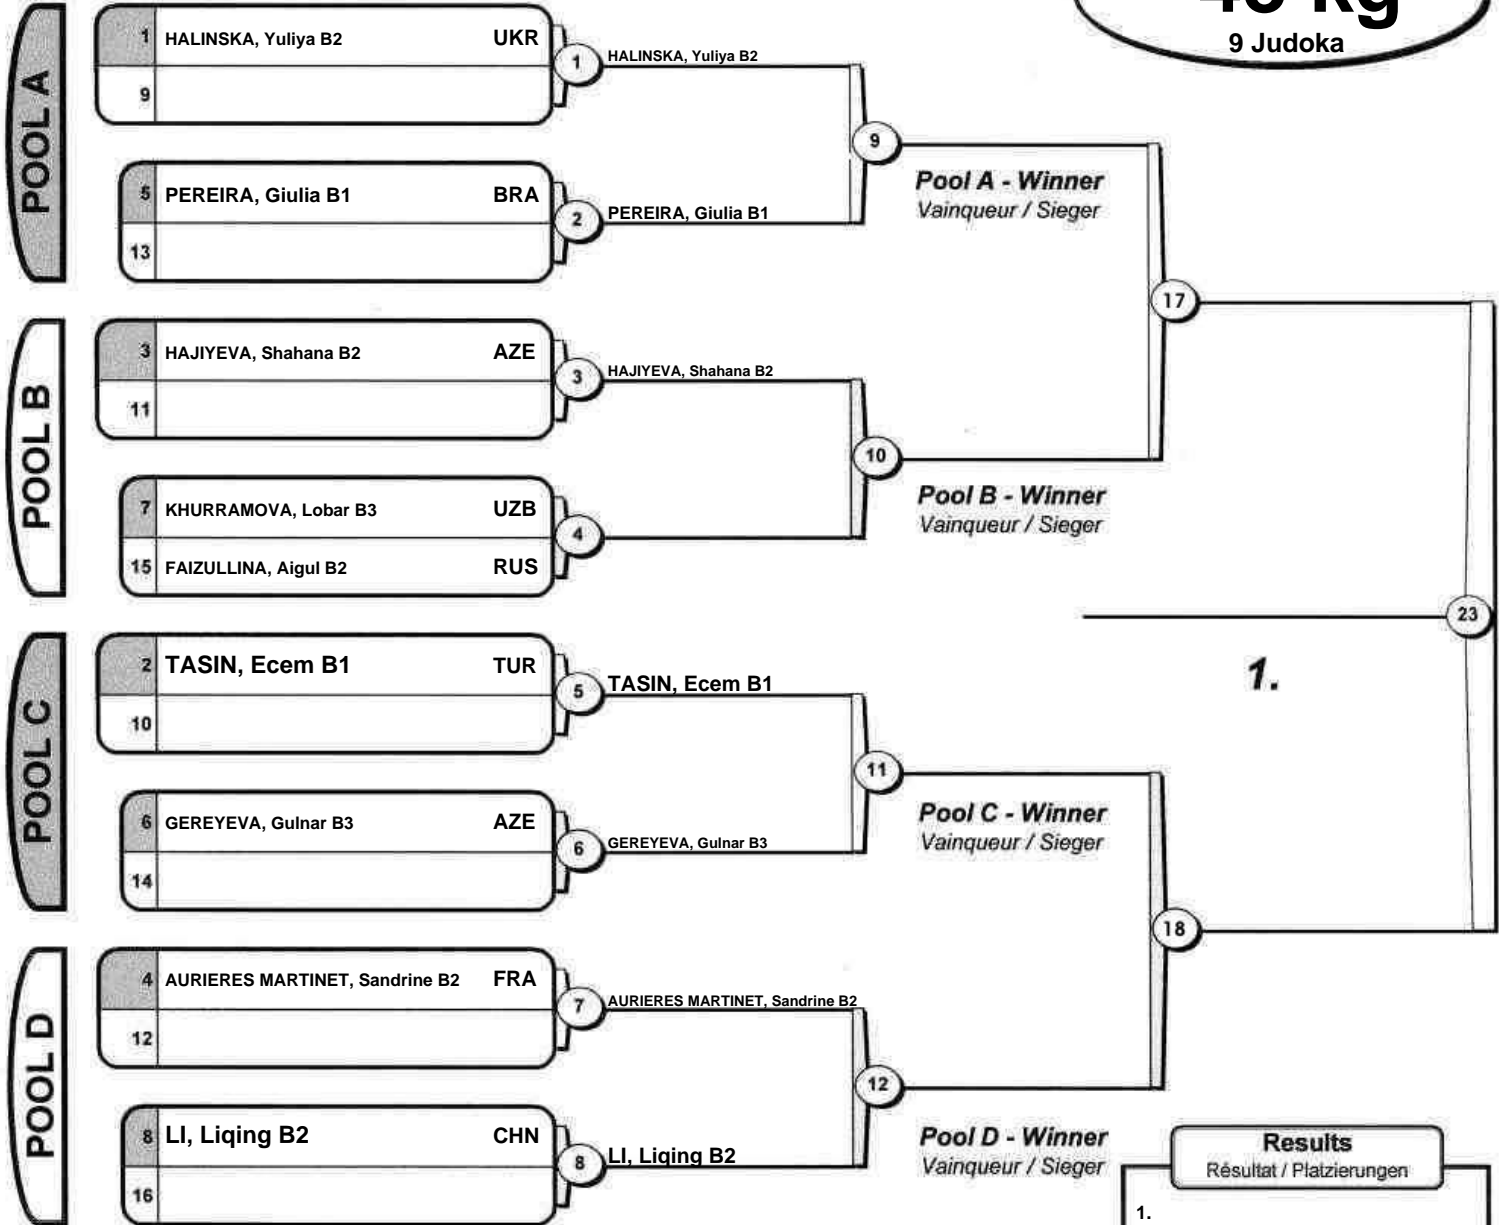 9 Judoka
POOL A
1 HALINSKA, Yuliya B2 UKR
9
1 HALINSKA, Yuliya B2
5 PEREIRA, Giulia B1 BRA
13
2 PEREIRA, Giulia B1
9
Pool A - Winner
Vainqueur / Sieger
17
POOL B
3 HAJIYEVA, Shahana B2 AZE
11
3 HAJIYEVA, Shahana B2
7 KHURRAMOVA, Lobar B3 UZB
15 FAIZULLINA, Aigul B2 RUS
4
10
Pool B - Winner
Vainqueur / Sieger
23
1.
POOL C
2 TASIN, Ecem B1 TUR
10
5 TASIN, Ecem B1
6 GEREYEVA, Gulnar B3 AZE
14
6 GEREYEVA, Gulnar B3
11
Pool C - Winner
Vainqueur / Sieger
18
POOL D
4 AURIERES MARTINET, Sandrine B2 FRA
12
7 AURIERES MARTINET, Sandrine B2
8 LI, Liqing B2 CHN
16
8 LI, Liqing B2
12
Pool D - Winner
Vainqueur / Sieger
Results
Résultat / Platzierungen
1.